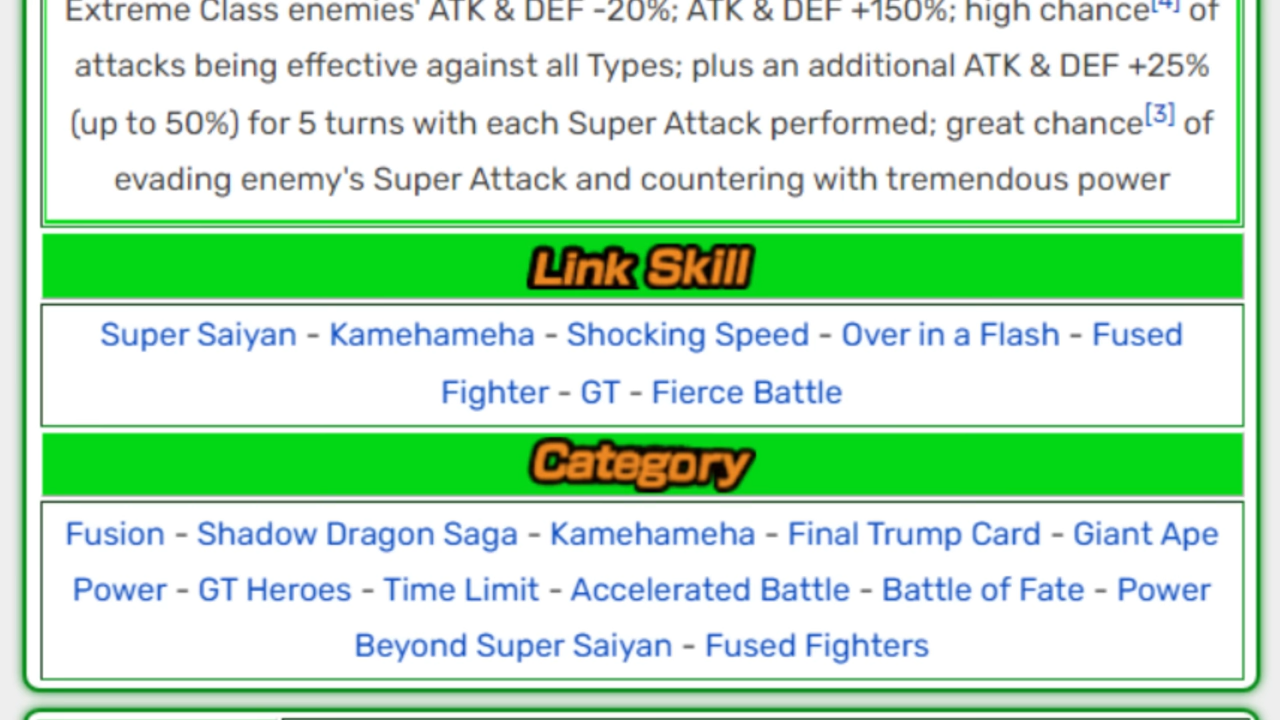 Extreme Class enemies' ATK & DEF -20%; ATK & DEF +150%; high chance[4] of
attacks being effective against all Types; plus an additional ATK & DEF +25%
(up to 50%) for 5 turns with each Super Attack performed; great chance[3] of
evading enemy's Super Attack and countering with tremendous power
Link Skill
Super Saiyan - Kamehameha - Shocking Speed - Over in a Flash - Fused
Fighter - GT - Fierce Battle
Category
Fusion - Shadow Dragon Saga - Kamehameha - Final Trump Card - Giant Ape
Power - GT Heroes - Time Limit - Accelerated Battle - Battle of Fate - Power
Beyond Super Saiyan - Fused Fighters